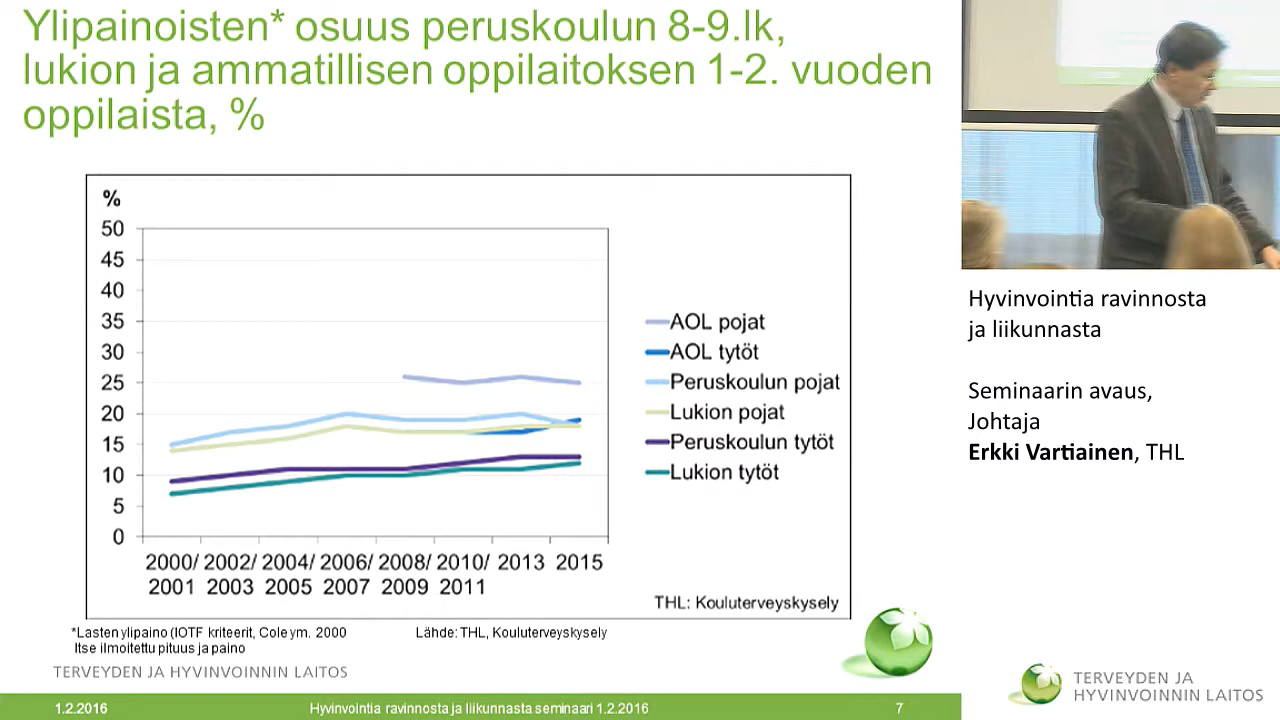 Ylipainoisten* osuus peruskoulun 8-9.lk,
lukion ja ammatillisen oppilaitoksen 1-2. vuoden
oppilaista, %
%
50
45
40
35
30
25
20
15
10
5
0
2000/ 2002/ 2004/ 2006/ 2008/ 2010/ 2013 2015
2001 2003 2005 2007 2009 2011
AOL pojat
AOL tytöt
Peruskoulun pojat
Lukion pojat
Peruskoulun tytöt
Lukion tytöt
THL: Kouluterveyskysely
*Lasten ylipaino (IOTF kriteerit, Cole ym. 2000
Itse ilmoitettu pituus ja paino
Lähde: THL, Kouluterveyskysely
TERVEYDEN JA HYVINVOINNIN LAITOS
1.2.2016 Hyvinvointia ravinnosta ja liikunnasta seminaari 1.2.2016 7
Hyvinvointia ravinnosta
ja liikunnasta
Seminaarin avaus,
Johtaja
Erkki Vartiainen, THL
TERVEYDEN JA
HYVINVOINNIN LAITOS